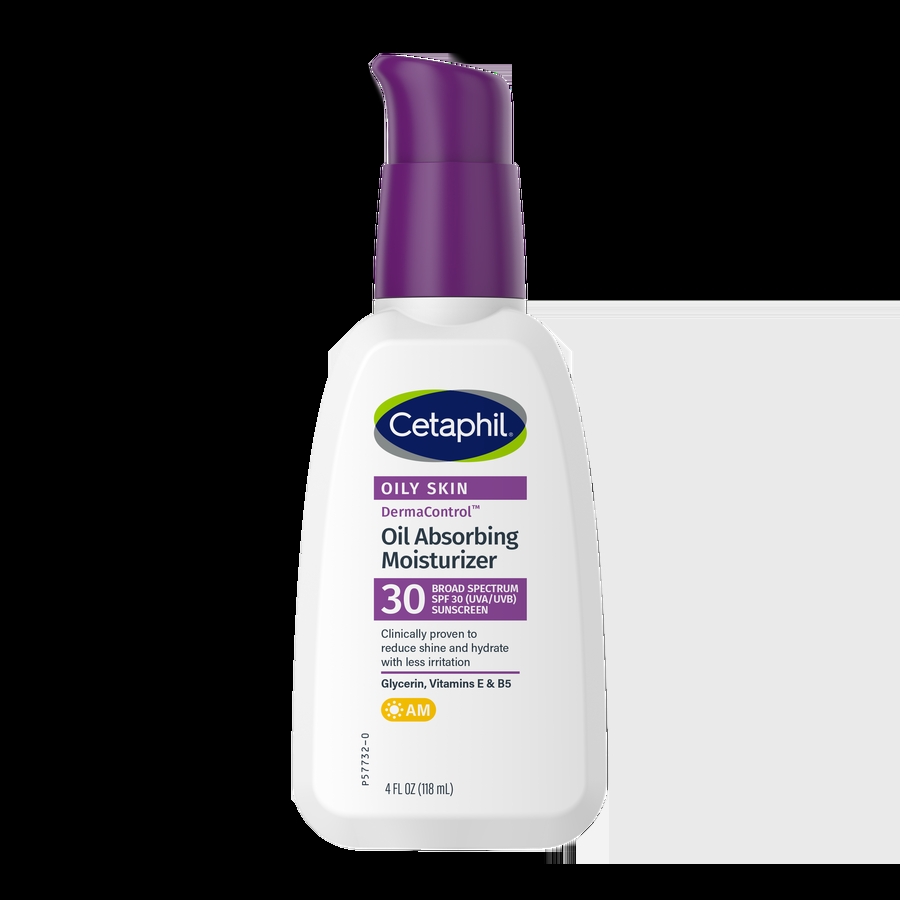 Cetaphil®
OILY SKIN
DermaControl™
Oil Absorbing
Moisturizer
30 BROAD SPECTRUM
SPF 30 (UVA/UVB)
SUNSCREEN
Clinically proven to
reduce shine and hydrate
with less irritation
Glycerin, Vitamins E & B5
AM
P57732-0
4 FL OZ (118 mL)